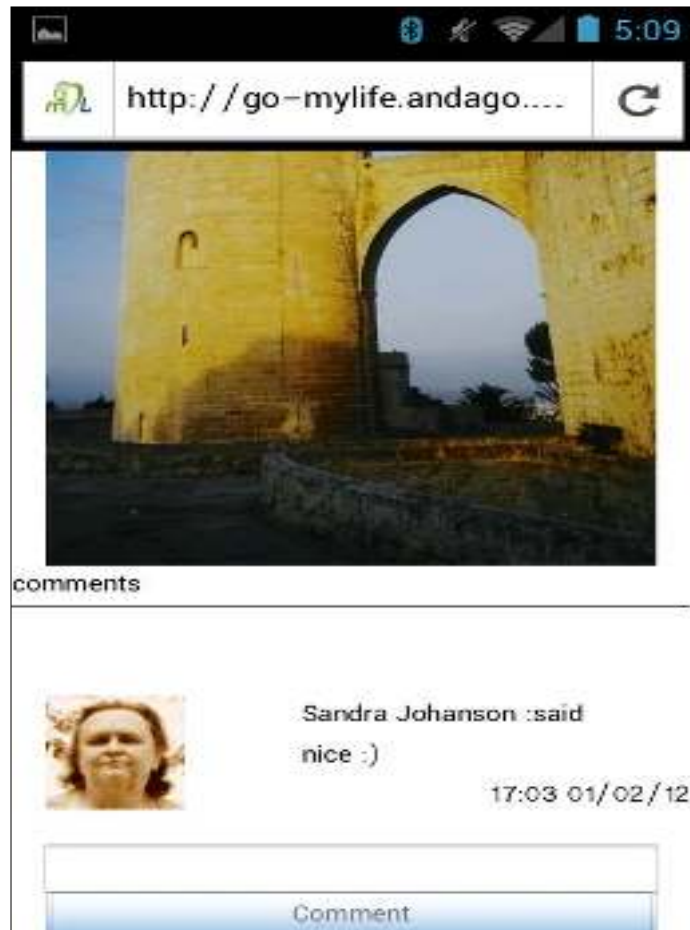 5:09
http://go-mylife.andago....
comments
Sandra Johanson :said
nice :)
17:03 01/02/12
Comment